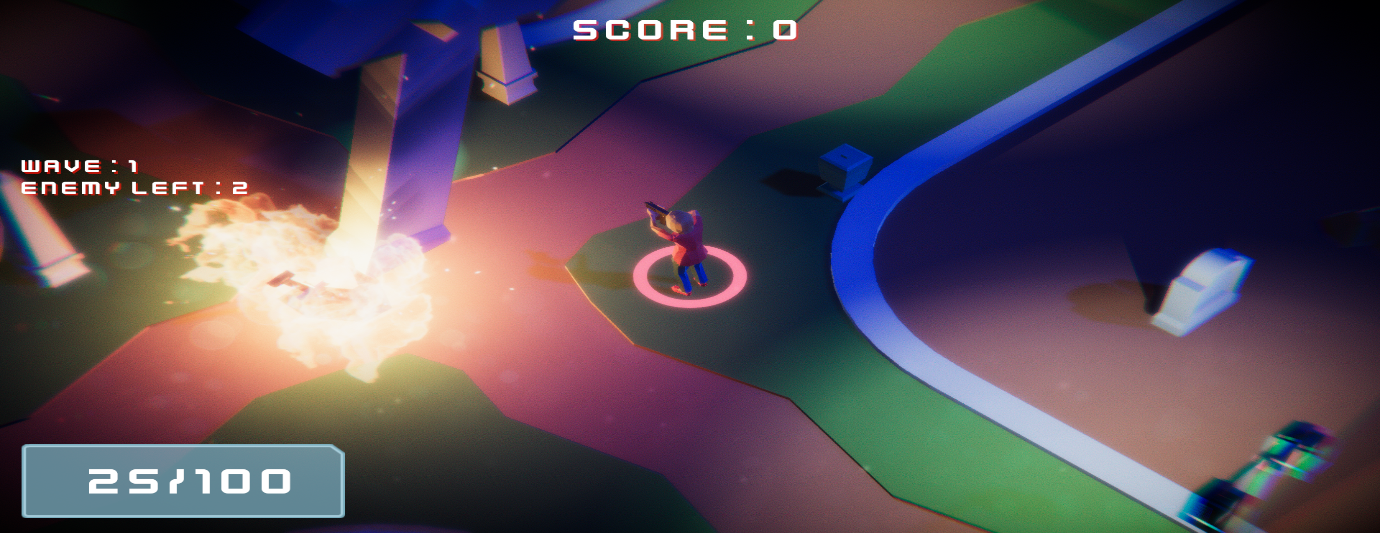 SCORE : 0
WAVE : 1
ENEMY LEFT : 2
25/100